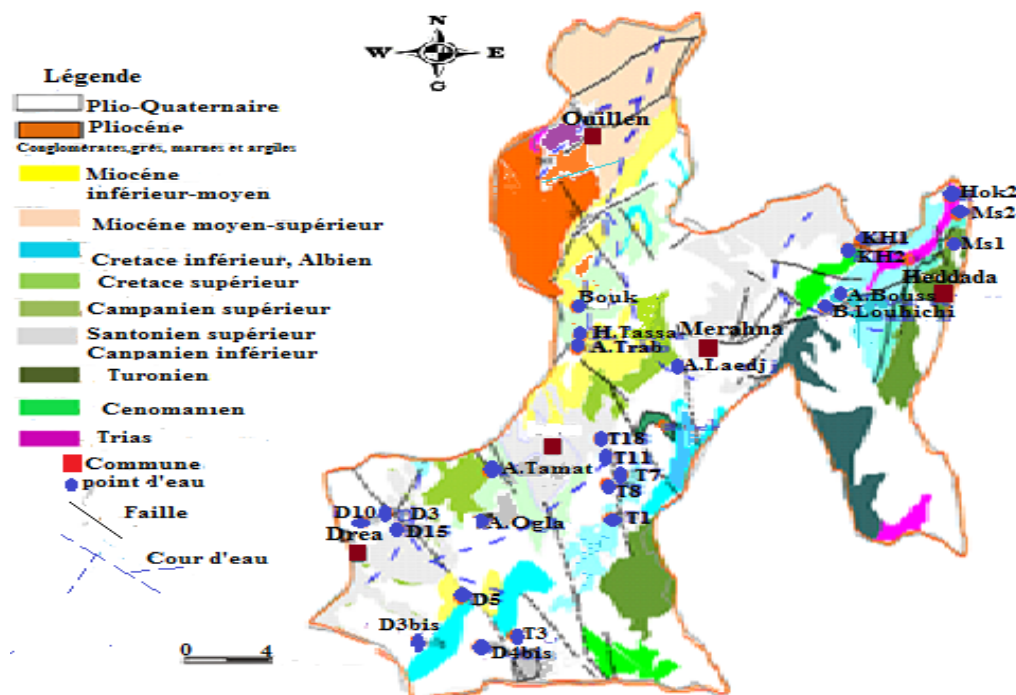 N
W E
G
Légende
Plio-Quaternaire
Pliocéne
Conglomérates,grés, marnes et argiles
Miocéne
inférieur-moyen
Miocéne moyen-supérieur
Cretace inférieur, Albien
Cretace supérieur
Campanien supérieur
Santonien supérieur
Canpanien inférieur
Turonien
Cenomanien
Trias
Commune
point d'eau
Faille
Cour d'eau
0 4
Ouillen
Hok2
Ms2
Ms1
KH1
KH2
Heddada
A.Bouss
B.Louhichi
Bouk
H.Tassa
A.Trab
Merahna
A.Laedj
T18
T11
T7
T8
T1
A.Tamat
A.Ogla
D10
D3
D15
Drea
D5
D3bis
T3
D4bis